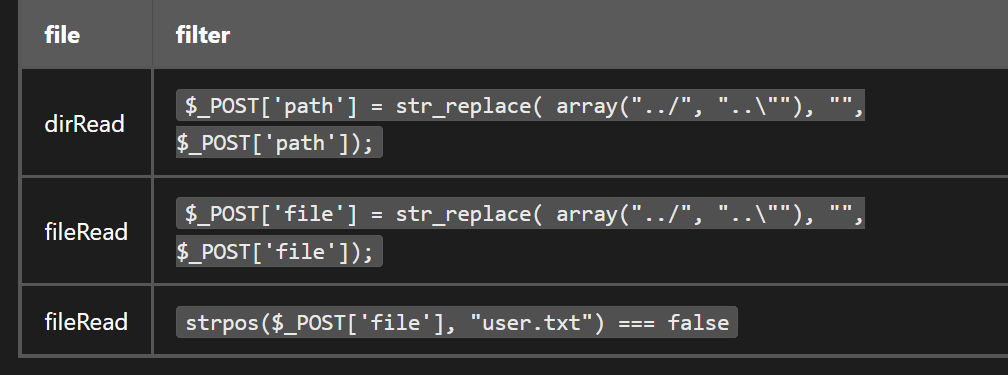 file filter
dirRead
$_POST['path'] = str_replace( array("../", "..\""), "",
$_POST['path']);
fileRead
$_POST['file'] = str_replace( array("../", "..\""), "",
$_POST['file']);
fileRead
strpos($_POST['file'], "user.txt") === false